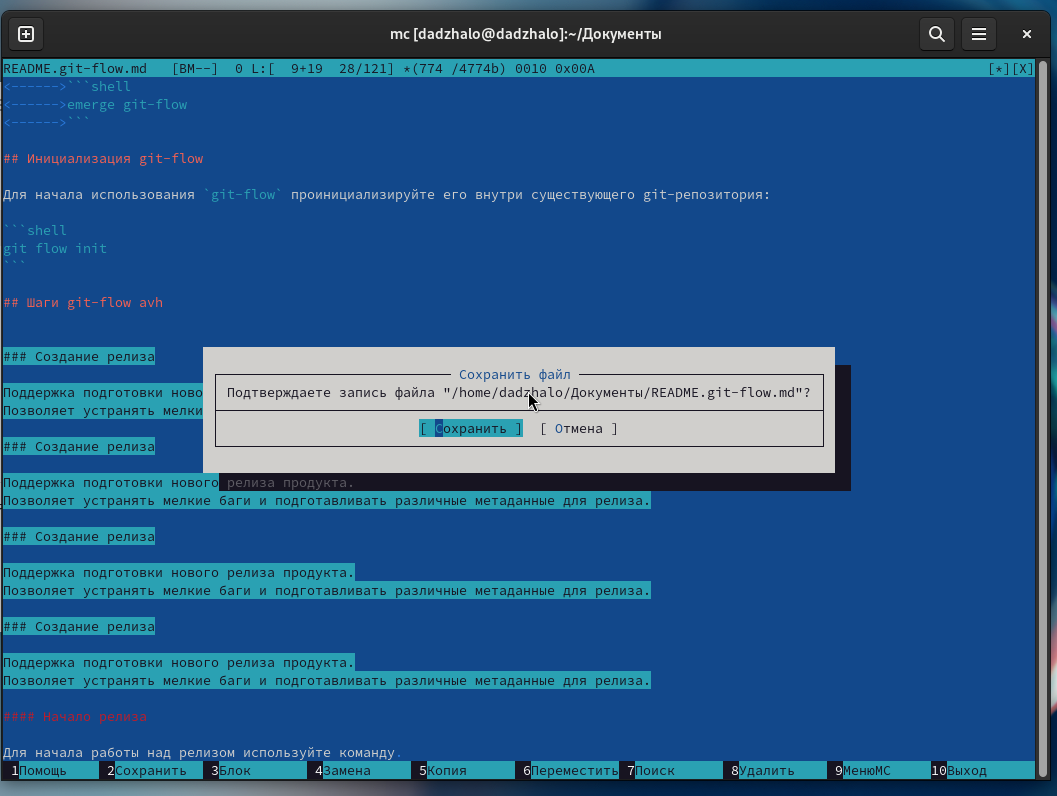 mc [dadzhalo@dadzhalo]:~/Документы
README.git-flow.md [BM--] 0 L:[ 9+19 28/121] *(774 /4774b) 0010 0x00A [*][X]
<------>```shell
<------>emerge git-flow
<------>```
## Инициализация git-flow
Для начала использования `git-flow` проинициализируйте его внутри существующего git-репозитория:
```shell
git flow init
```
## Шаги git-flow avh
### Создание релиза
Поддержка подготовки ново
Позволяет устранять мелки
### Создание релиза
Сохранить файл
Подтверждаете запись файла "/home/dadzhalo/Документы/README.git-flow.md"?
[ Сохранить ] [ Отмена ]
Поддержка подготовки нового релиза продукта.
Позволяет устранять мелкие баги и подготавливать различные метаданные для релиза.
### Создание релиза
Поддержка подготовки нового релиза продукта.
Позволяет устранять мелкие баги и подготавливать различные метаданные для релиза.
### Создание релиза
Поддержка подготовки нового релиза продукта.
Позволяет устранять мелкие баги и подготавливать различные метаданные для релиза.
#### Начало релиза
Для начала работы над релизом используйте команду.
1Помощь 2Сохранить 3Блок 4Замена 5Копия 6Переместить 7Поиск 8Удалить 9МенюМС 10Выход